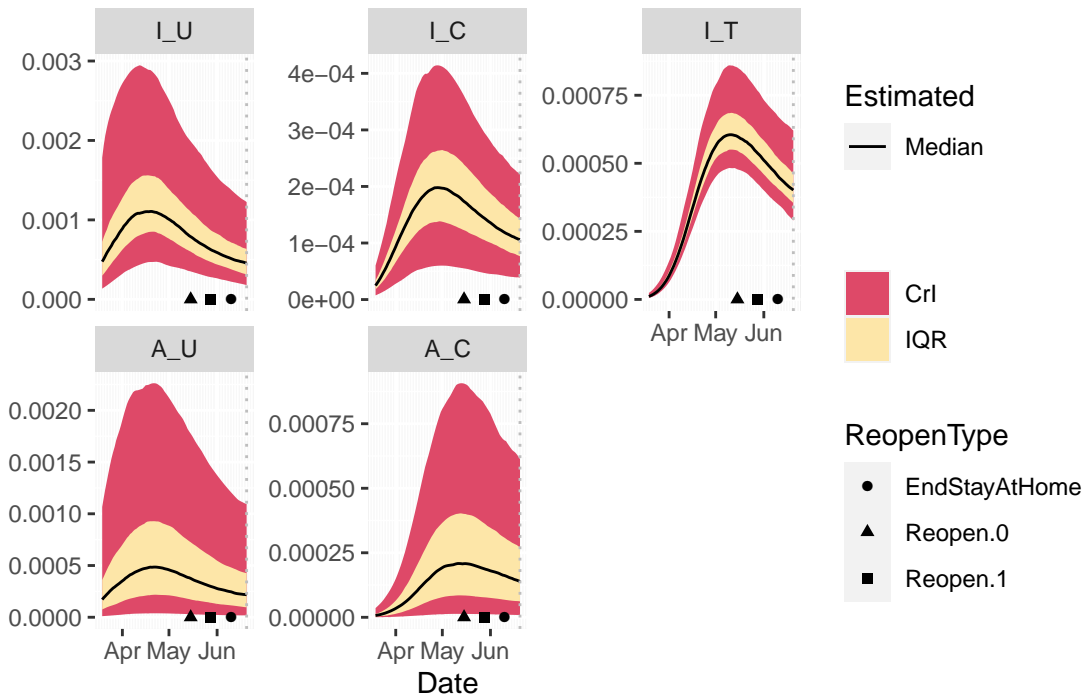 I_U
I_C
I_T
0.003
0.002
0.001
0.000
4e−04
3e−04
2e−04
1e−04
0e+00
0.00075
0.00050
0.00025
0.00000
Apr May Jun
A_U
A_C
0.0020
0.0015
0.0010
0.0005
0.0000
0.00075
0.00050
0.00025
0.00000
Apr May Jun
Apr May Jun
Date
Estimated
Median
CrI
IQR
ReopenType
EndStayAtHome
Reopen.0
Reopen.1